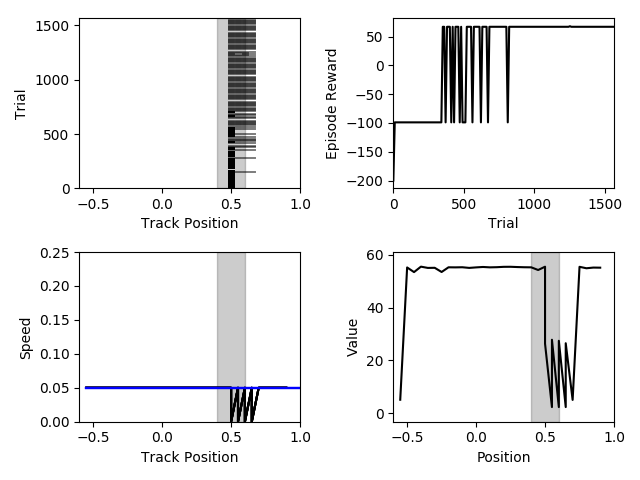 1500
1000
500
0
Trial
−0.5 0.0 0.5 1.0
Track Position
50
0
−50
−100
−150
−200
Episode Reward
0 500 1000 1500
Trial
0.25
0.20
0.15
0.10
0.05
0.00
Speed
−0.5 0.0 0.5 1.0
Track Position
60
40
20
0
Value
−0.5 0.0 0.5 1.0
Position